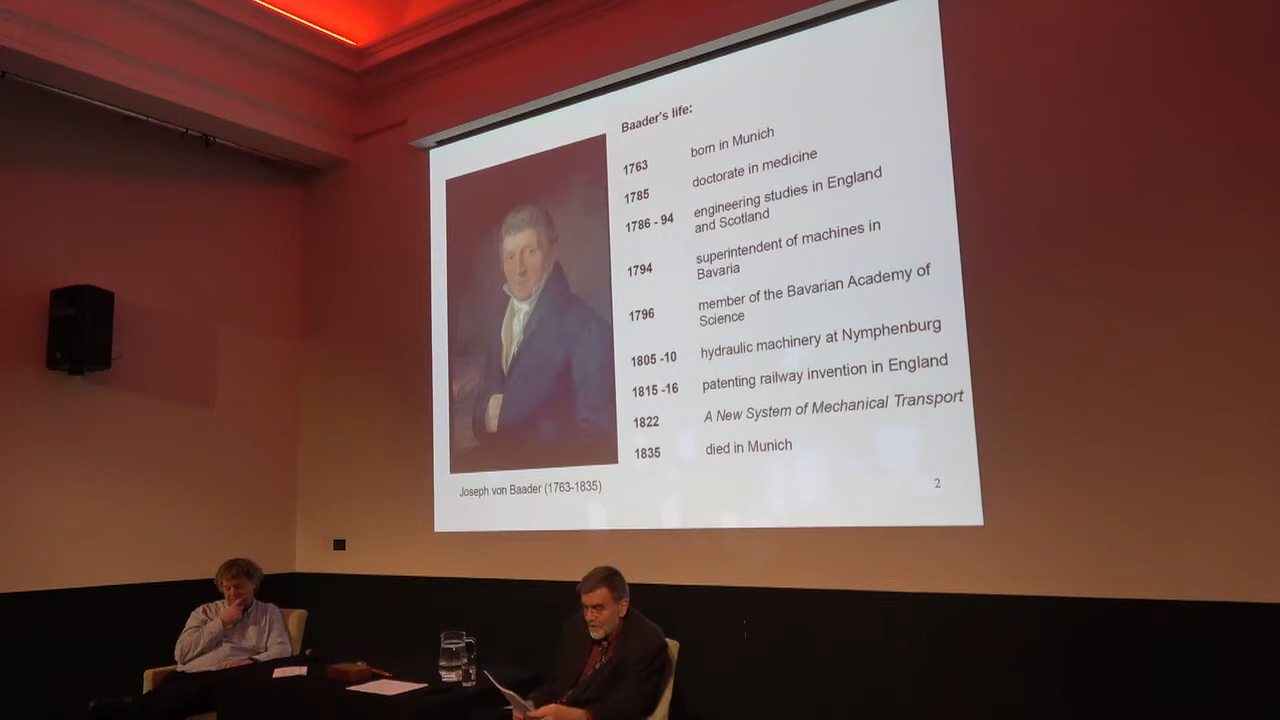 Baader's life:
1763 born in Munich
1785 doctorate in medicine
1786 - 94 engineering studies in England
and Scotland
1794 superintendent of machines in
Bavaria
1796 member of the Bavarian Academy of
Science
1805 -10 hydraulic machinery at Nymphenburg
1815 -16 patenting railway invention in England
1822 A New System of Mechanical Transport
1835 died in Munich
Joseph von Baader (1763-1835)
2